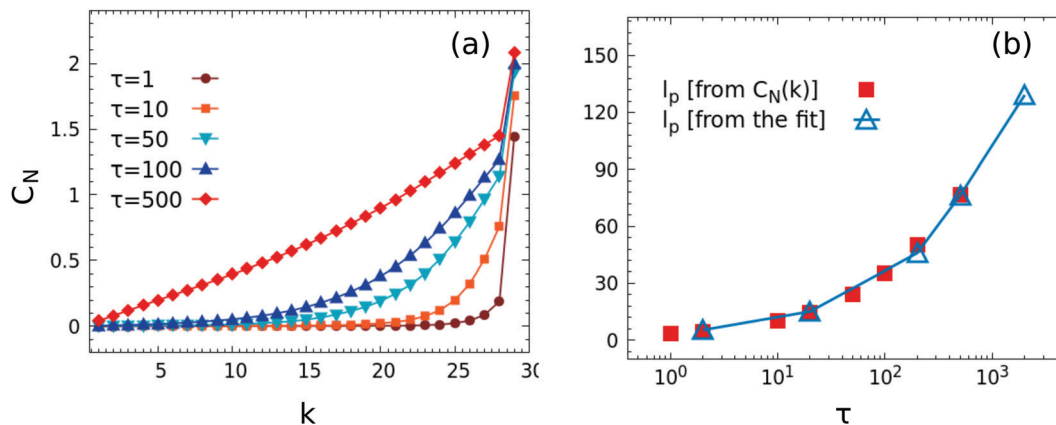 (a)
2
1.5
1
0.5
0
C_N
τ=1
τ=10
τ=50
τ=100
τ=500
5 10 15 20 25 30
k
(b)
150
120
90
60
30
0
l_p [from C_N(k)]
l_p [from the fit]
10^0 10^1 10^2 10^3
τ